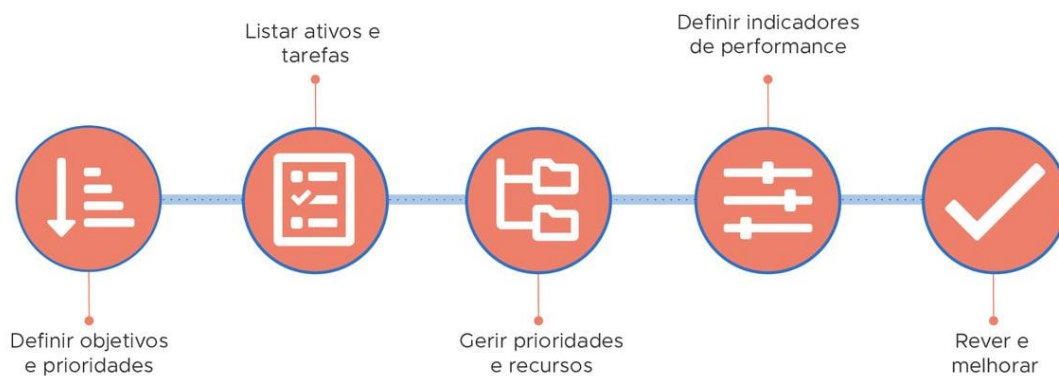 Definir objetivos
e prioridades
Listar ativos e
tarefas
Gerir prioridades
e recursos
Definir indicadores
de performance
Rever e
melhorar